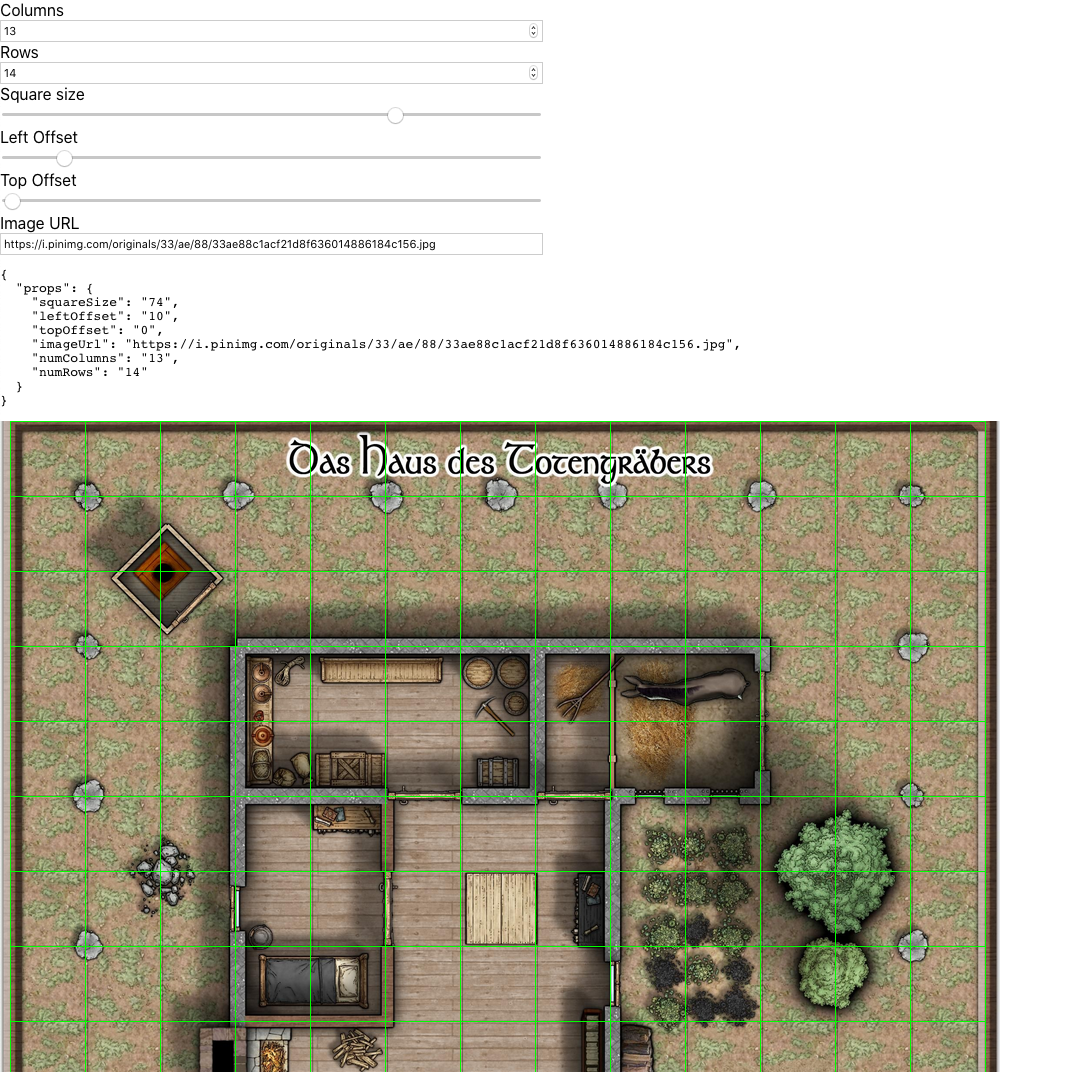 Columns
13
Rows
14
Square size
Left Offset
Top Offset
Image URL
https://i.pinimg.com/originals/33/ae/88/33ae88c1acf21d8f636014886184c156.jpg
{
  "props": {
    "squareSize": "74",
    "leftOffset": "10",
    "topOffset": "0",
    "imageUrl": "https://i.pinimg.com/originals/33/ae/88/33ae88c1acf21d8f636014886184c156.jpg",
    "numColumns": "13",
    "numRows": "14"
  }
}
Das Haus des Totengräbers